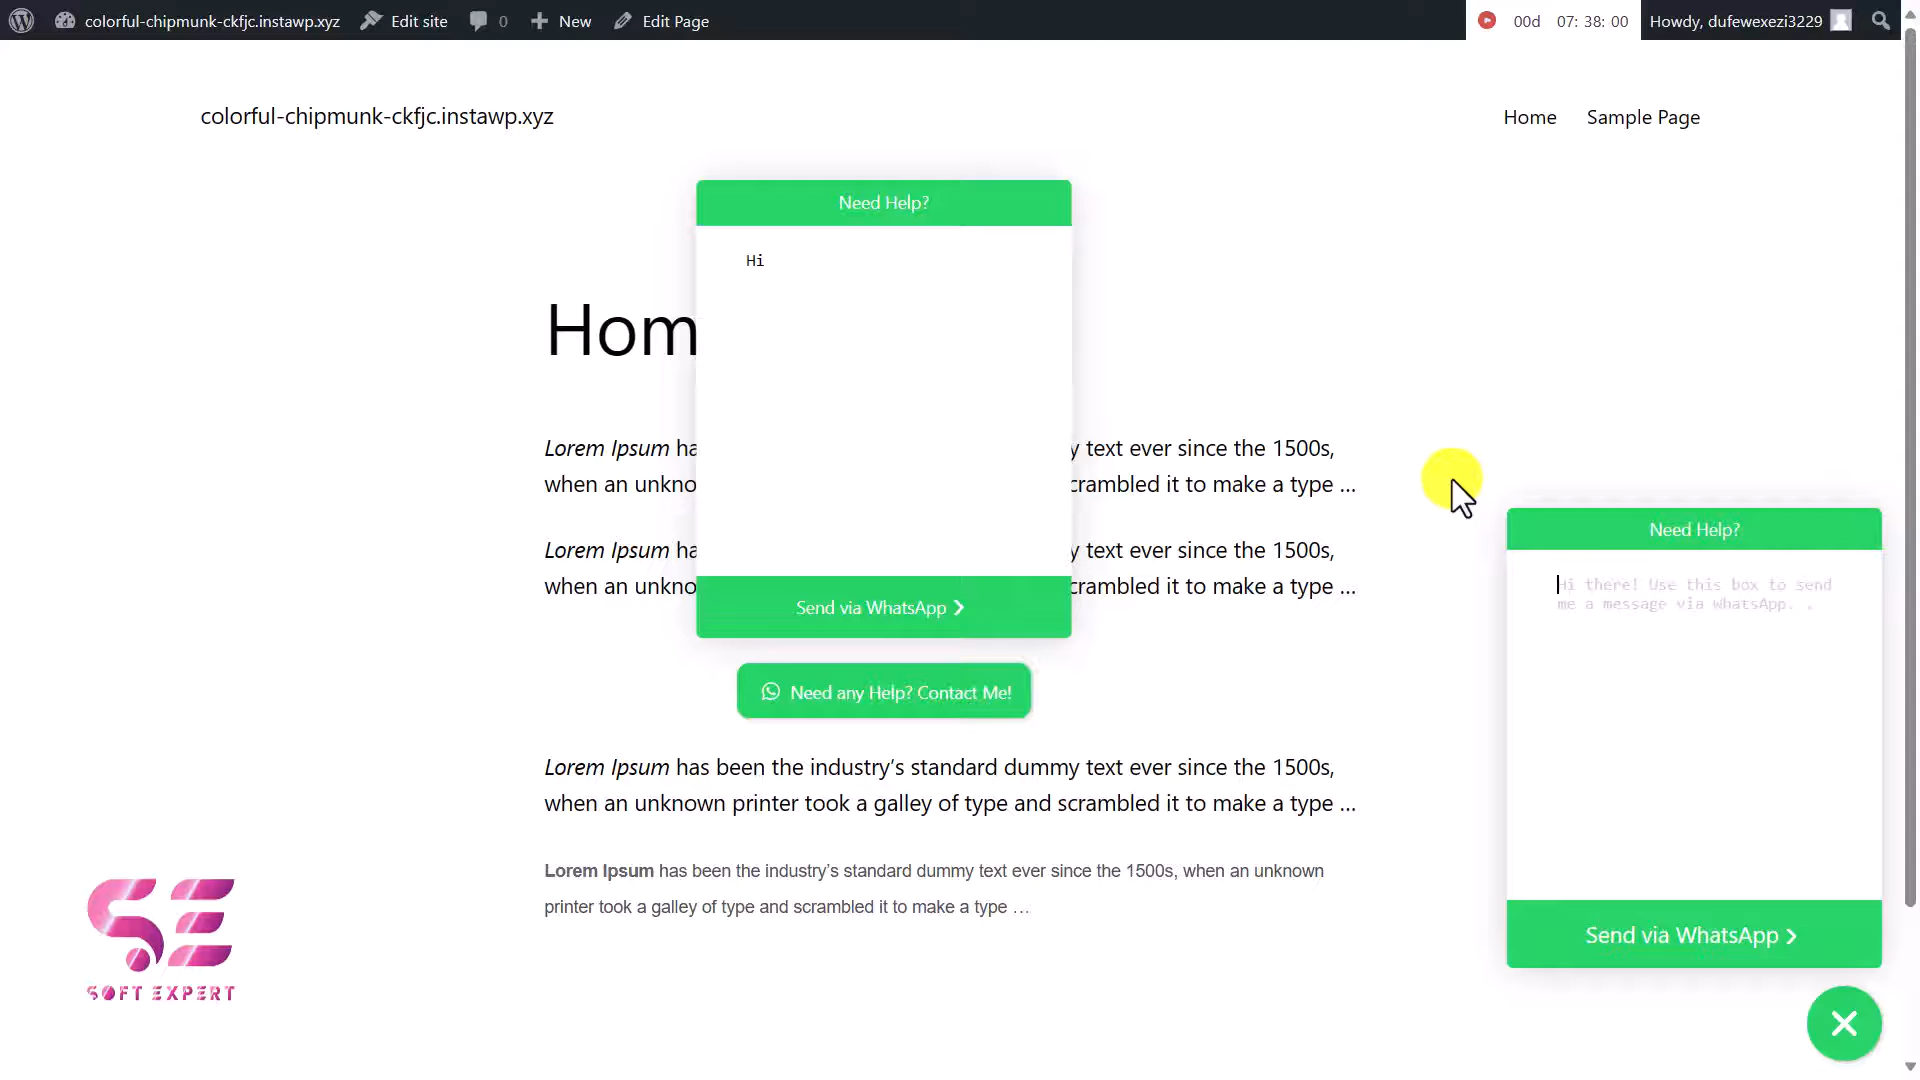 colorful-chipmunk-ckfjc.instawp.xyz Edit site 0 New Edit Page 00d 07: 38: 00 Howdy, dufewexezi3229
colorful-chipmunk-ckfjc.instawp.xyz Home Sample Page
Need Help?
Hi
Hom
Lorem Ipsum ha y text ever since the 1500s,
when an unkno crambled it to make a type ...
Lorem Ipsum ha y text ever since the 1500s,
when an unkno crambled it to make a type ...
Send via WhatsApp
Need any Help? Contact Me!
Lorem Ipsum has been the industry’s standard dummy text ever since the 1500s,
when an unknown printer took a galley of type and scrambled it to make a type ...
Lorem Ipsum has been the industry’s standard dummy text ever since the 1500s, when an unknown
printer took a galley of type and scrambled it to make a type …
Need Help?
Hi there! Use this box to send
me a message via whatsApp. .
Send via WhatsApp
SE
SOFT EXPERT